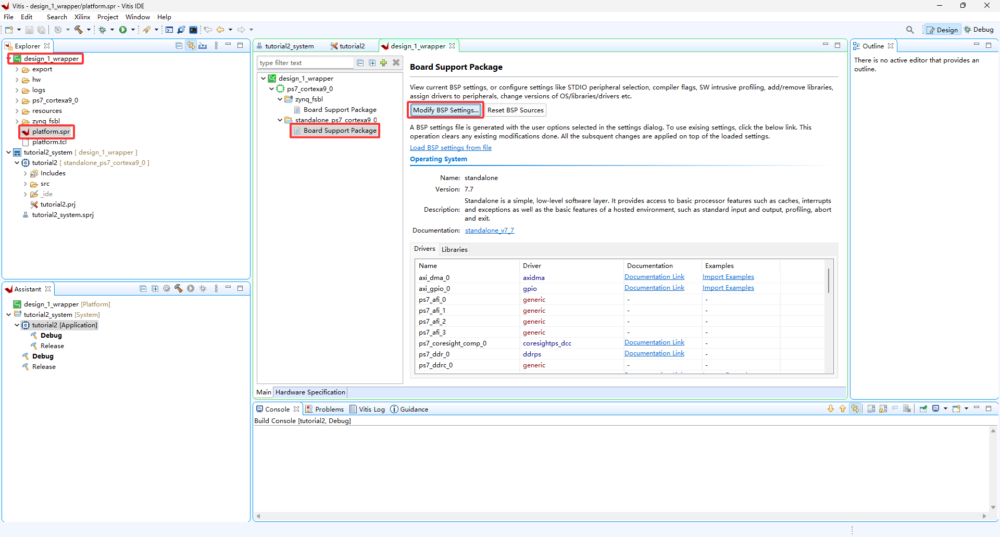 Vitis - design_1_wrapper/platform.spr - Vitis IDE
File Edit Search Xilinx Project Window Help
Design
Debug
Explorer
design_1_wrapper
export
hw
logs
ps7_cortexa9_0
resources
zynq_fsbl
platform.spr
platform.tcl
tutorial2_system [ design_1_wrapper ]
tutorial2 [ standalone_ps7_cortexa9_0 ]
Includes
src
_ide
tutorial2.prj
tutorial2_system.sprj
Assistant
design_1_wrapper [Platform]
tutorial2_system [System]
tutorial2 [Application]
Debug
Release
Debug
Release
tutorial2_system
tutorial2
design_1_wrapper
type filter text
design_1_wrapper
ps7_cortexa9_0
zynq_fsbl
Board Support Package
standalone_ps7_cortexa9_0
Board Support Package
Board Support Package
View current BSP settings, or configure settings like STDIO peripheral selection, compiler flags, SW intrusive profiling, add/remove libraries,
assign drivers to peripherals, change versions of OS/libraries/drivers etc.
Modify BSP Settings...
Reset BSP Sources
A BSP settings file is generated with the user options selected in the settings dialog. To use exising settings, click the below link. This
operation clears any existing modifications done. All the subsquent changes are applied on top of the loaded settings.
Load BSP settings from file
Operating System
Name: standalone
Version: 7.7
Description: Standalone is a simple, low-level software layer. It provides access to basic processor features such as caches, interrupts
and exceptions as well as the basic features of a hosted environment, such as standard input and output, profiling, abort
and exit.
Documentation: standalone_v7_7
Drivers Libraries
Name Driver Documentation Examples
axi_dma_0 axidma Documentation Link Import Examples
axi_gpio_0 gpio Documentation Link Import Examples
ps7_afi_0 generic - -
ps7_afi_1 generic - -
ps7_afi_2 generic - -
ps7_afi_3 generic - -
ps7_coresight_comp_0 coresightps_dcc Documentation Link -
ps7_ddr_0 ddrps Documentation Link -
ps7_ddrc_0 generic - -
Main Hardware Specification
Outline
There is no active editor that provides an
outline.
Console Problems Vitis Log Guidance
Build Console [tutorial2, Debug]